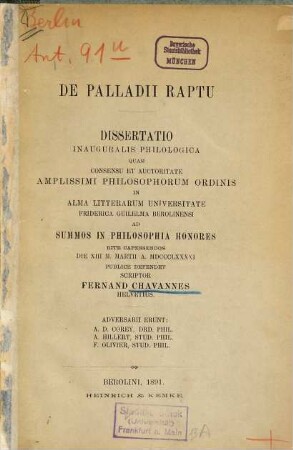 Berlin
Ant. 91 u
Bayerische
Staatsbibliothek
MÜNCHEN
DE PALLADII RAPTU
DISSERTATIO
INAUGURALIS PHILOLOGICA
QUAM
CONSENSU ET AUCTORITATE
AMPLISSIMI PHILOSOPHORUM ORDINIS
IN
ALMA LITTERARUM UNIVERSITATE
FRIDERICA GUILELMA BEROLINENSI
AD
SUMMOS IN PHILOSOPHIA HONORES
RITE CAPESSENDOS
DIE XIII M. MARTII A. MDCCCLXXXXI
PUBLICE DEFENDET
SCRIPTOR
FERNAND CHAVANNES
HELVETIUS.
ADVERSARII ERUNT:
A. D. COREY, DRD. PHIL.
A. HILLERT, STUD. PHIL.
F. OLIVIER, STUD. PHIL.
BEROLINI, 1891.
HEINRICH & KEMKE.
Frankfurt a. Main